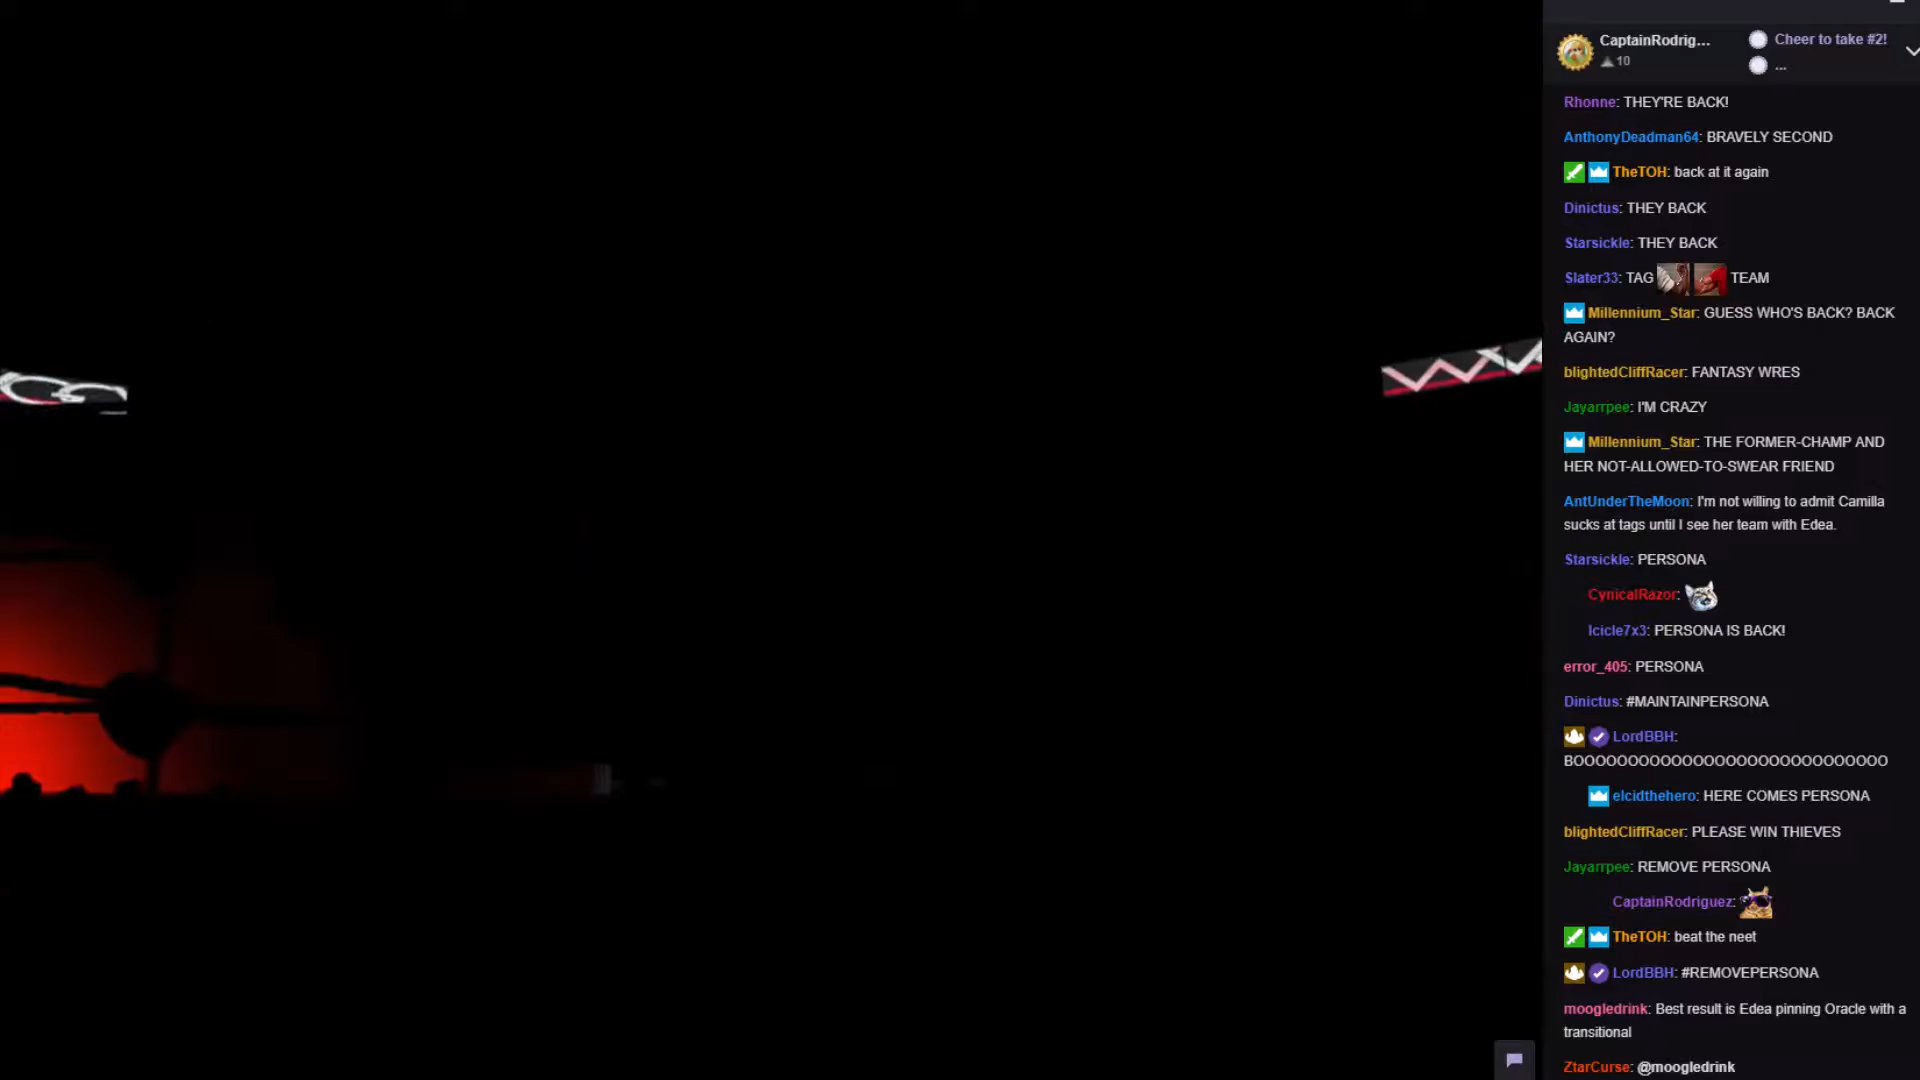 CaptainRodrig...
10
Cheer to take #2!
...
Rhonne: THEY'RE BACK!
AnthonyDeadman64: BRAVELY SECOND
TheTOH: back at it again
Dinictus: THEY BACK
Starsickle: THEY BACK
Slater33: TAG TEAM
Millennium_Star: GUESS WHO'S BACK? BACK
AGAIN?
blightedCliffRacer: FANTASY WRES
Jayarrpee: I'M CRAZY
Millennium_Star: THE FORMER-CHAMP AND
HER NOT-ALLOWED-TO-SWEAR FRIEND
AntUnderTheMoon: I'm not willing to admit Camilla
sucks at tags until I see her team with Edea.
Starsickle: PERSONA
CynicalRazor:
Icicle7x3: PERSONA IS BACK!
error_405: PERSONA
Dinictus: #MAINTAINPERSONA
LordBBH:
BOOOOOOOOOOOOOOOOOOOOOOOOOOOOO
elcidthehero: HERE COMES PERSONA
blightedCliffRacer: PLEASE WIN THIEVES
Jayarrpee: REMOVE PERSONA
CaptainRodriguez:
TheTOH: beat the neet
LordBBH: #REMOVEPERSONA
moogledrink: Best result is Edea pinning Oracle with a
transitional
ZtarCurse: @moogledrink